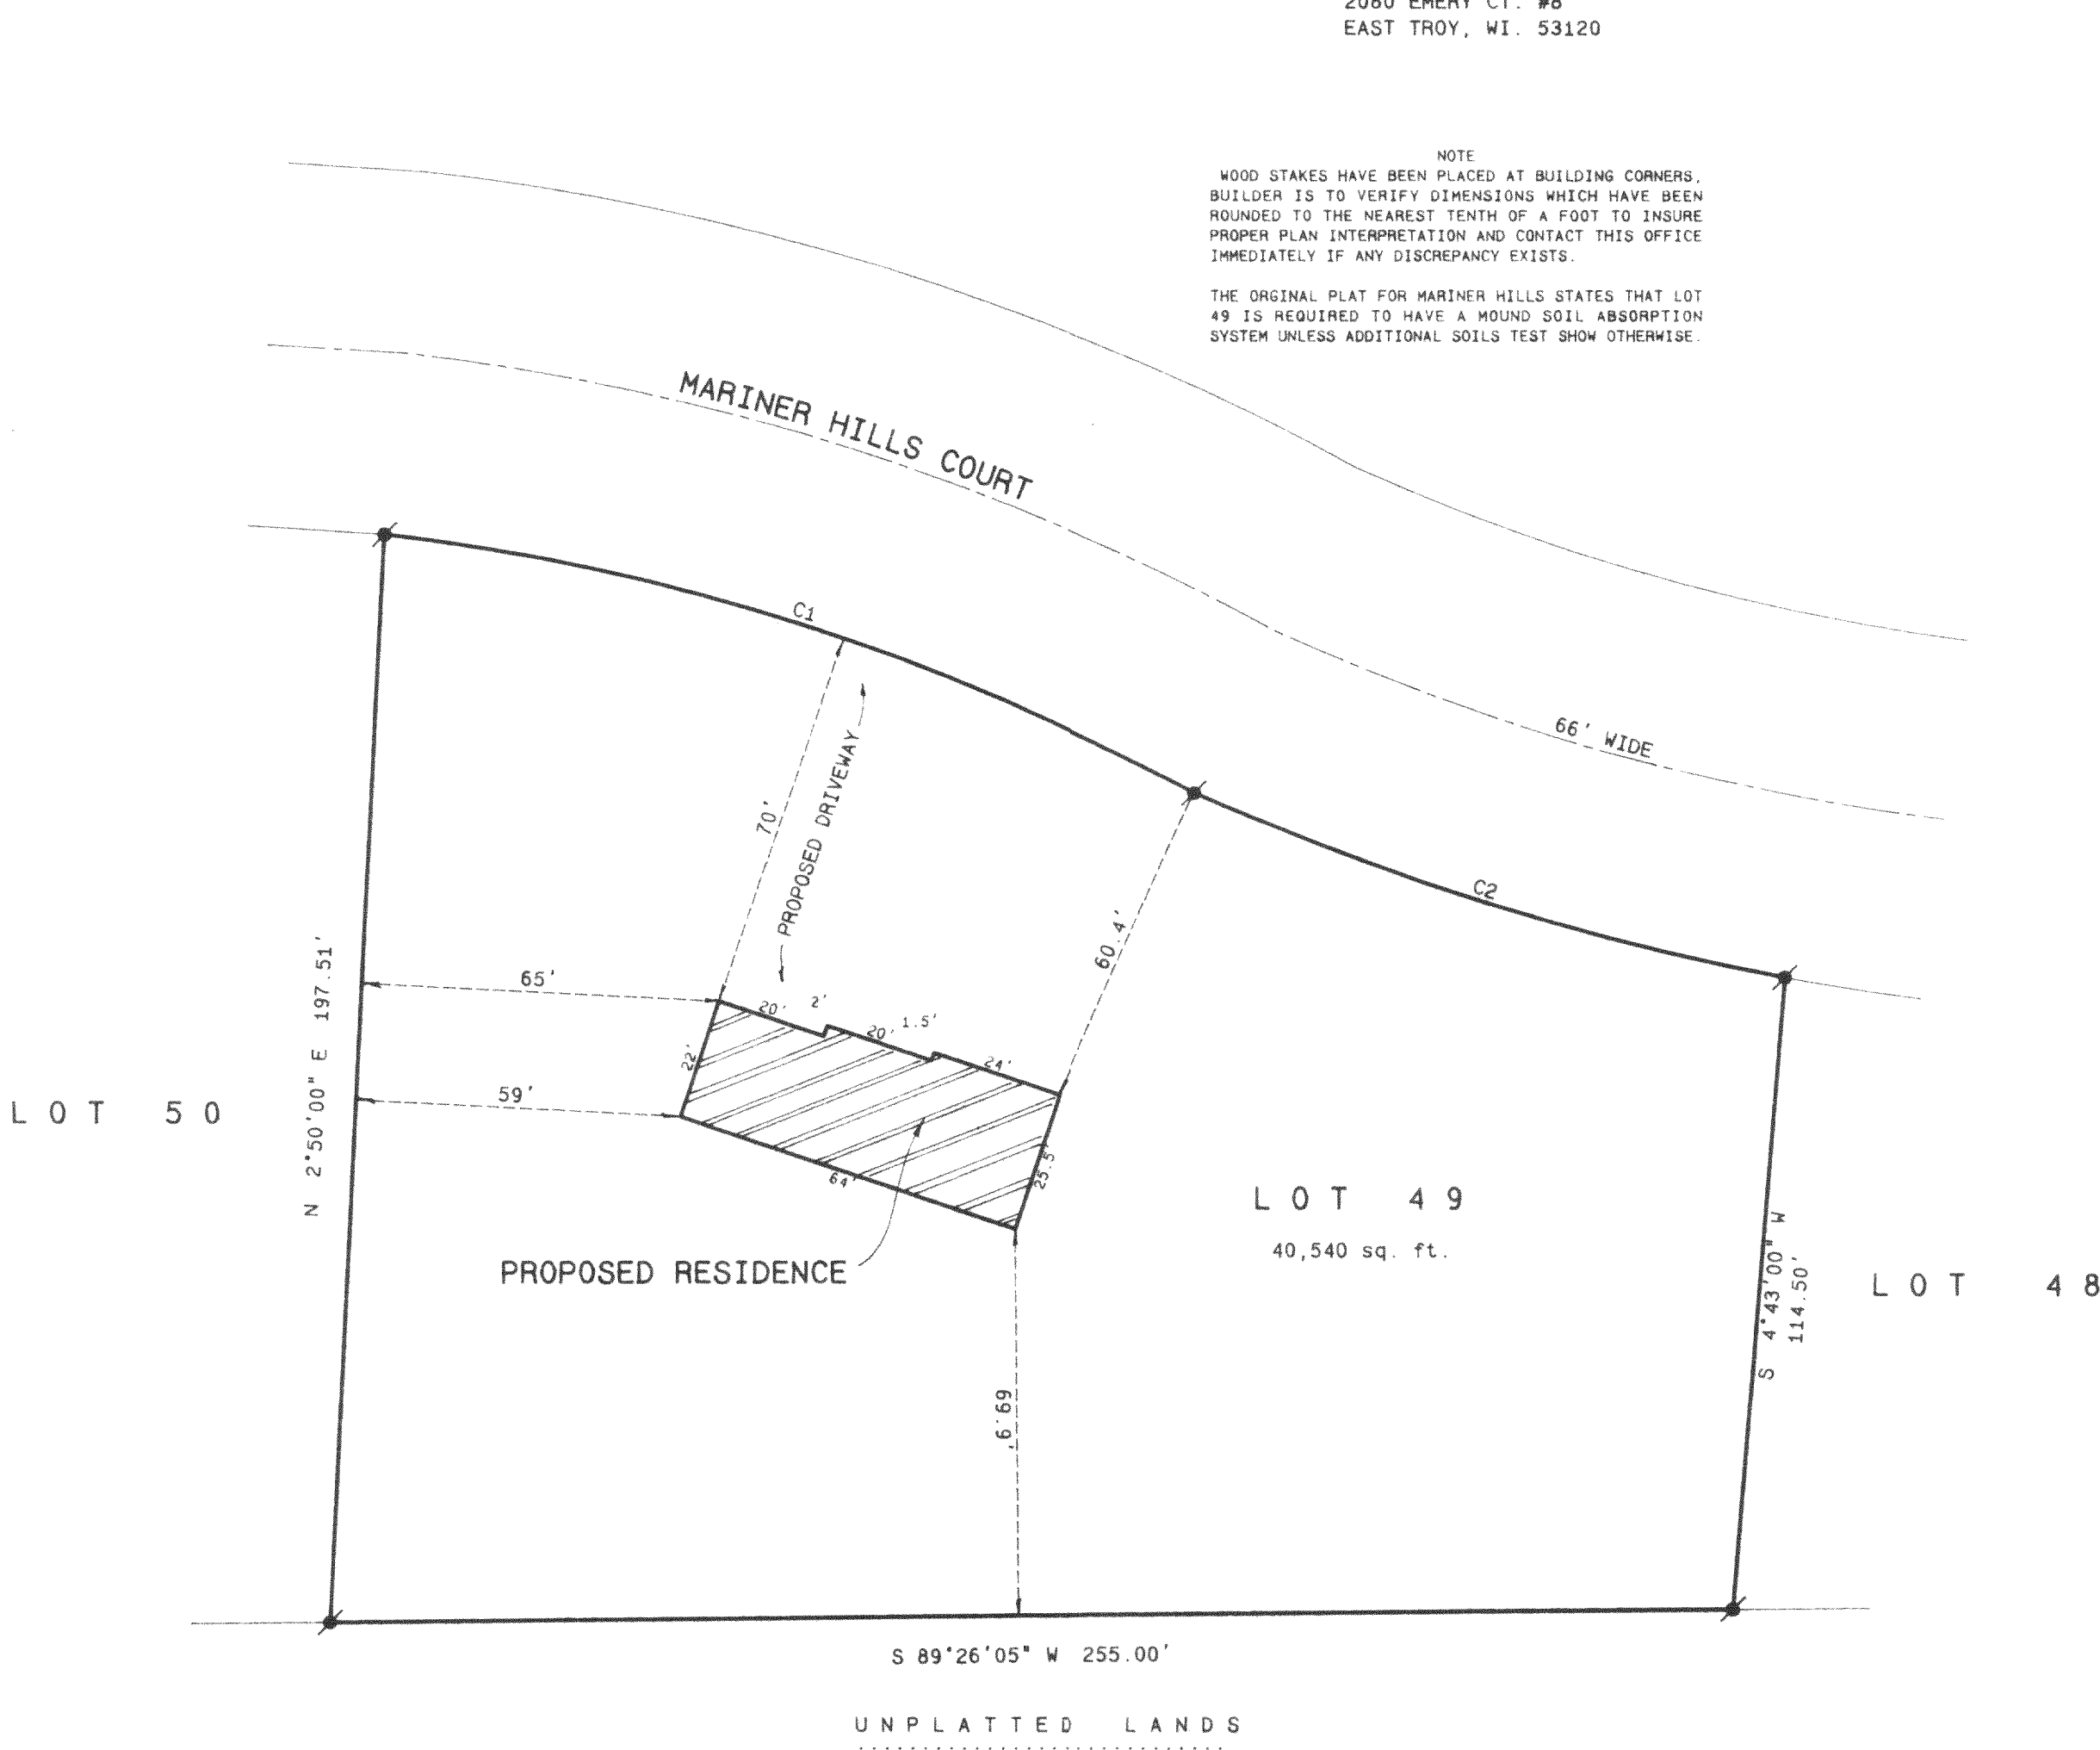 2080 EMERY CT. #8
EAST TROY, WI. 53120
NOTE
WOOD STAKES HAVE BEEN PLACED AT BUILDING CORNERS,
BUILDER IS TO VERIFY DIMENSIONS WHICH HAVE BEEN
ROUNDED TO THE NEAREST TENTH OF A FOOT TO INSURE
PROPER PLAN INTERPRETATION AND CONTACT THIS OFFICE
IMMEDIATELY IF ANY DISCREPANCY EXISTS.
THE ORGINAL PLAT FOR MARINER HILLS STATES THAT LOT
49 IS REQUIRED TO HAVE A MOUND SOIL ABSORPTION
SYSTEM UNLESS ADDITIONAL SOILS TEST SHOW OTHERWISE.
MARINER HILLS COURT
66' WIDE
C1
C2
70'
PROPOSED DRIVEWAY
60.4'
65'
20'
2'
20'
1.5'
24'
22'
59'
25.5'
64'
N 2°50'00" E 197.51'
LOT 50
LOT 49
40,540 sq. ft.
PROPOSED RESIDENCE
S 4°43'00" W
114.50'
LOT 48
69.9'
S 89°26'05" W 255.00'
UNPLATTED LANDS